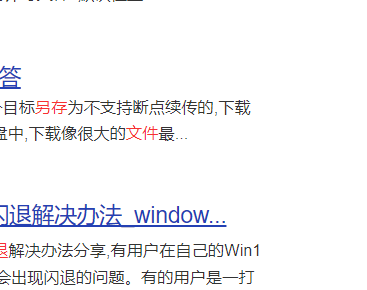 答
目标另存为不支持断点续传的,下载
盘中,下载像很大的文件最...
闪退解决办法_window...
退解决办法分享,有用户在自己的Win1
会出现闪退的问题。有的用户是一打